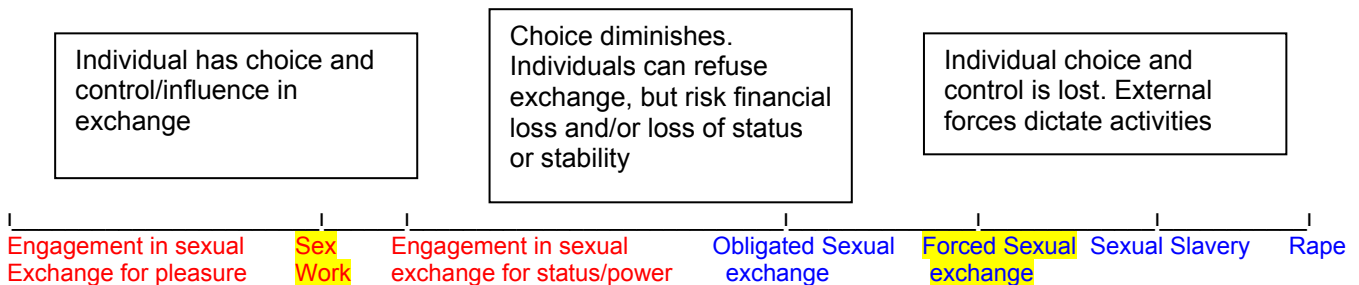 Individual has choice and
control/influence in
exchange
Choice diminishes.
Individuals can refuse
exchange, but risk financial
loss and/or loss of status
or stability
Individual choice and
control is lost. External
forces dictate activities
Engagement in sexual
Exchange for pleasure
Sex
Work
Engagement in sexual
exchange for status/power
Obligated Sexual
exchange
Forced Sexual
exchange
Sexual Slavery
Rape